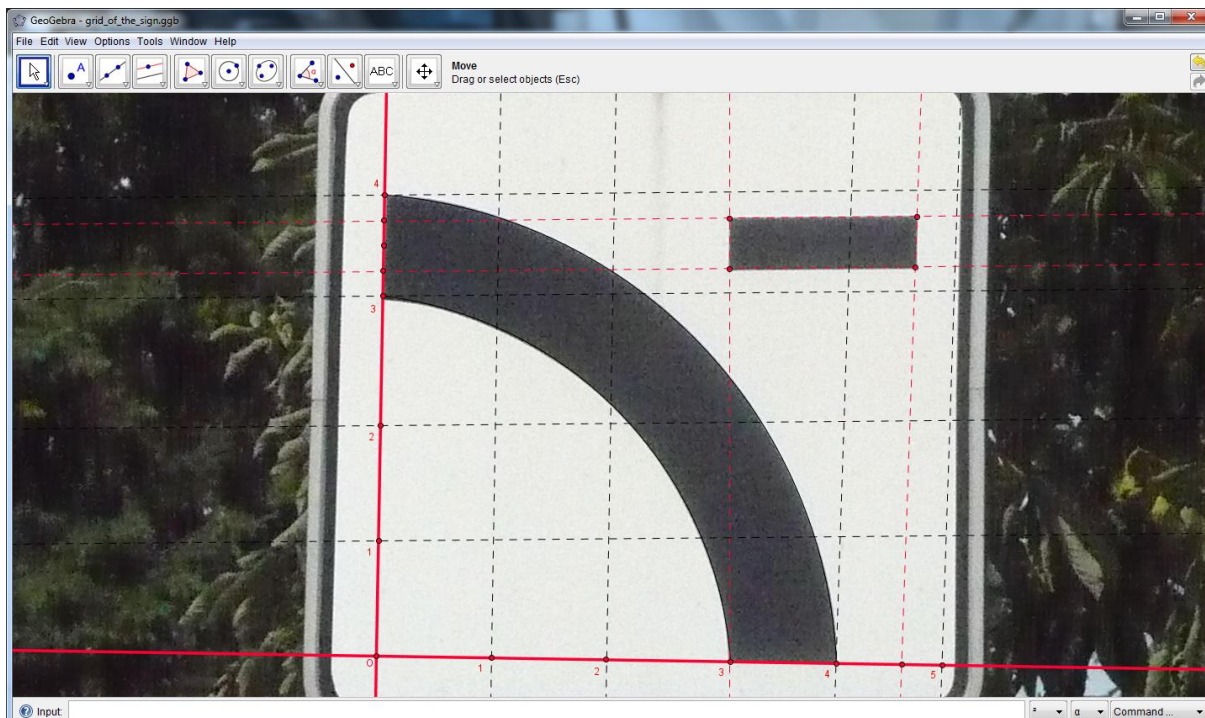 GeoGebra - grid_of_the_sign.ggb
File Edit View Options Tools Window Help
A
ABC
Move
Drag or select objects (Esc)
4
3
2
1
0
1
2
3
4
5
Input:
α
Command ...